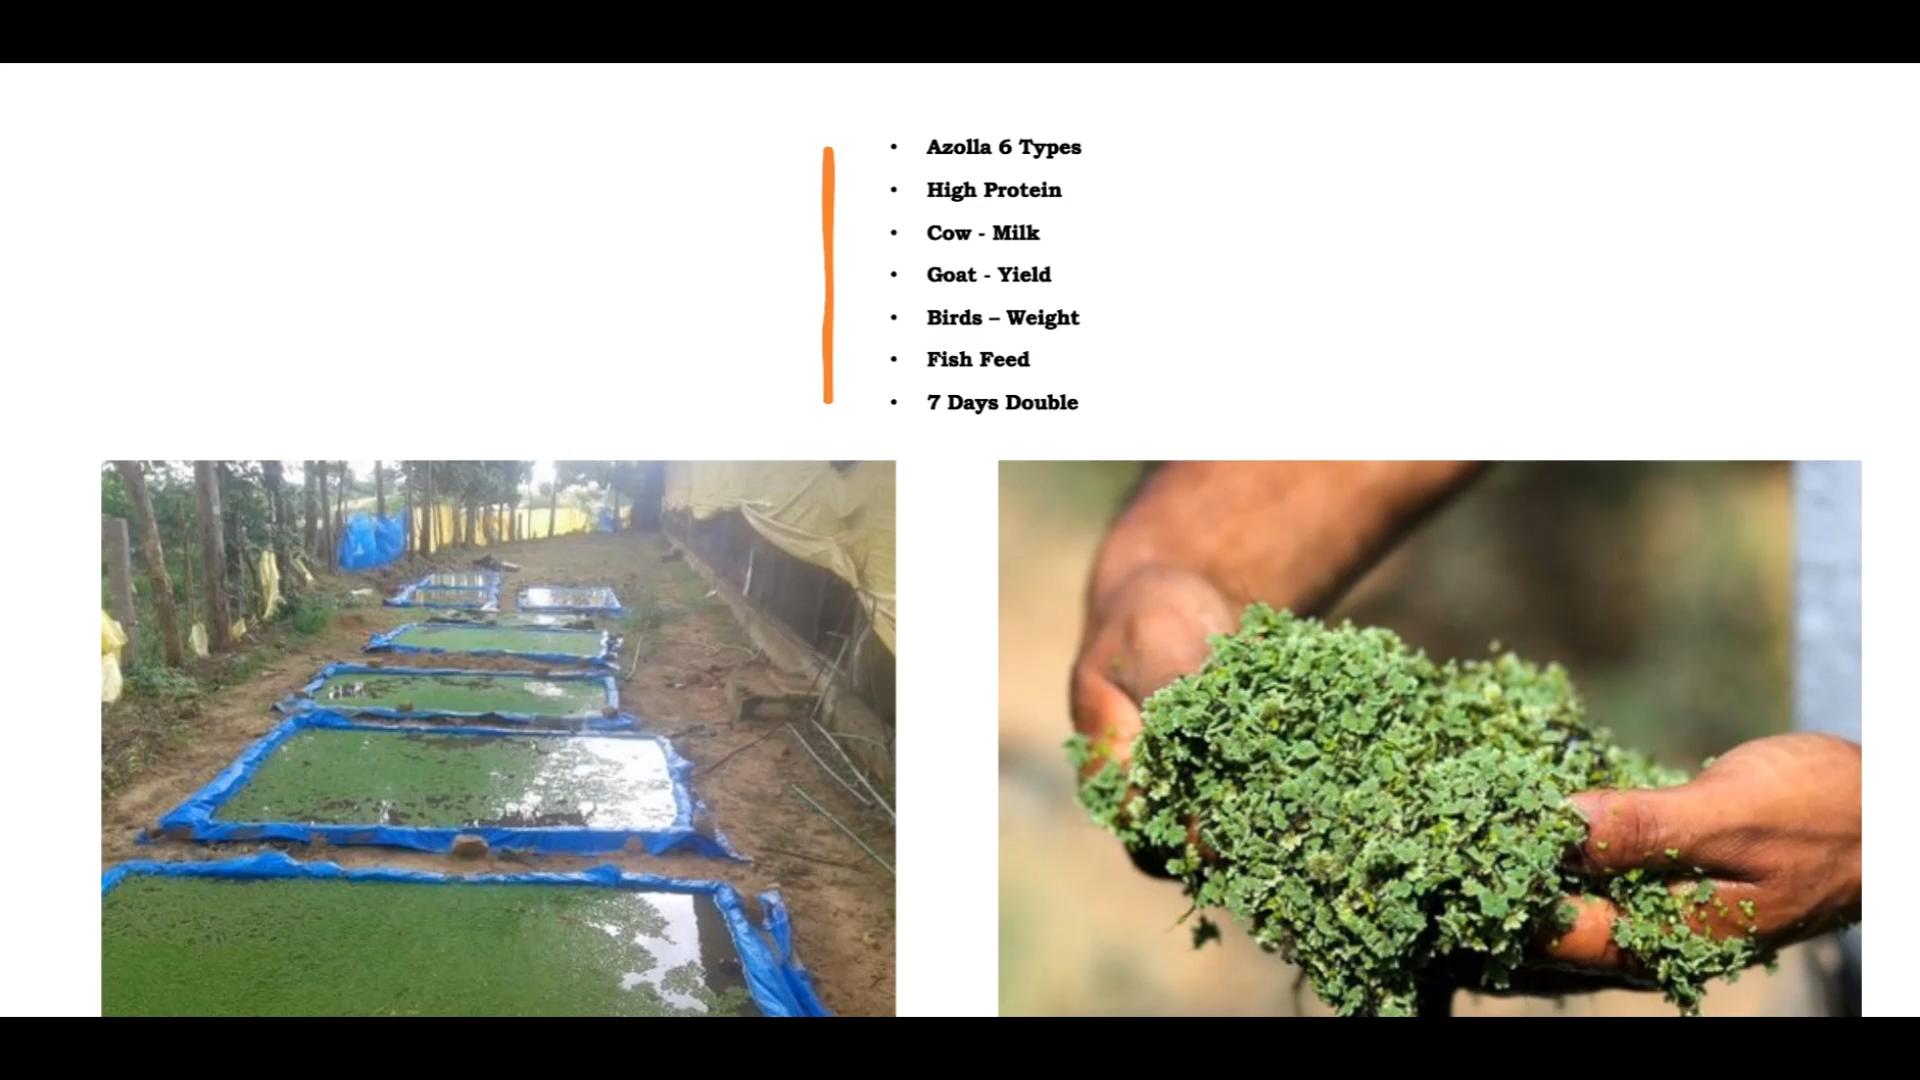 • Azolla 6 Types
• High Protein
• Cow - Milk
• Goat - Yield
• Birds – Weight
• Fish Feed
• 7 Days Double